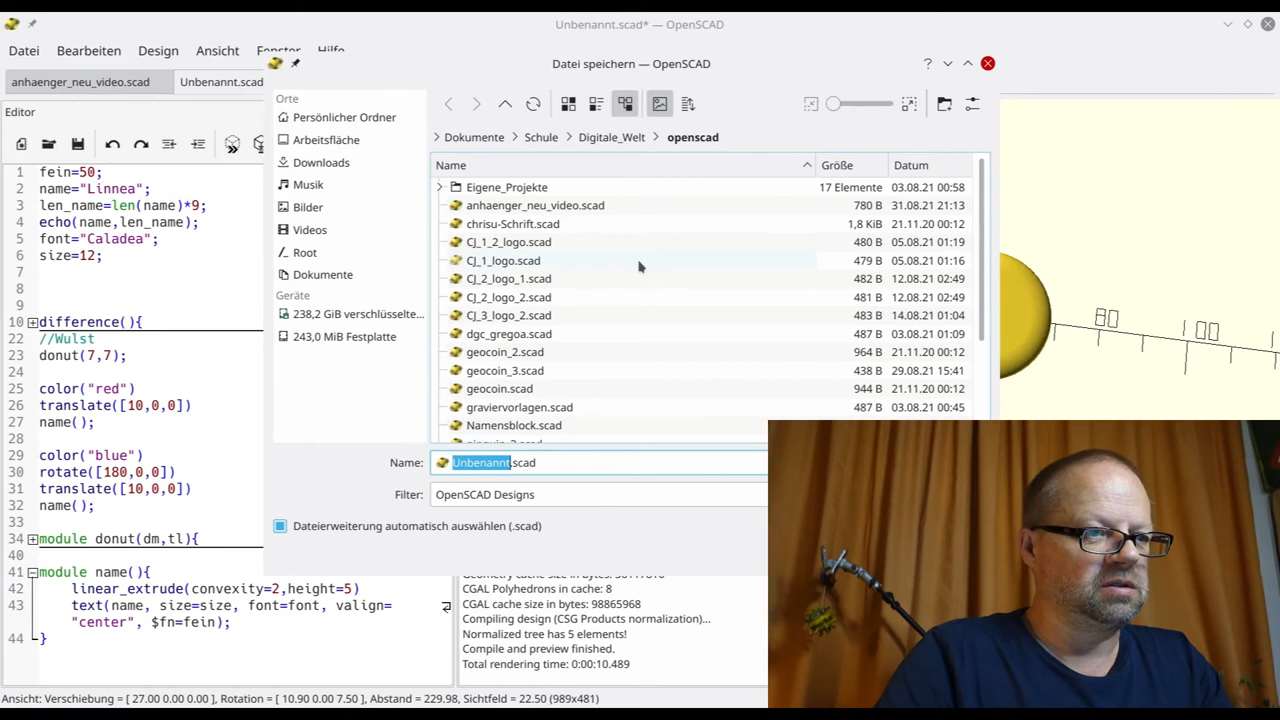 Unbenannt.scad* — OpenSCAD
Datei Bearbeiten Design Ansicht Fenster Hilfe
Datei speichern — OpenSCAD
anhaenger_neu_video.scad
Unbenannt.scad
Editor
1 fein=50;
2 name="Linnea";
3 len_name=len(name)*9;
4 echo(name,len_name);
5 font="Caladea";
6 size=12;
7
8
9
10 difference(){
22 //Wulst
23 donut(7,7);
24
25 color("red")
26 translate([10,0,0])
27 name();
28
29 color("blue")
30 rotate([180,0,0])
31 translate([10,0,0])
32 name();
33
34 module donut(dm,tl){
40
41 module name(){
42 linear_extrude(convexity=2,height=5)
43 text(name, size=size, font=font, valign=
"center", $fn=fein);
44 }
Orte
Persönlicher Ordner
Arbeitsfläche
Downloads
Musik
Bilder
Videos
Root
Dokumente
Geräte
238,2 GiB verschlüsselte...
243,0 MiB Festplatte
Dokumente Schule Digitale_Welt openscad
Name Größe Datum
Eigene_Projekte 17 Elemente 03.08.21 00:58
anhaenger_neu_video.scad 780 B 31.08.21 21:13
chrisu-Schrift.scad 1,8 KiB 21.11.20 00:12
CJ_1_2_logo.scad 480 B 05.08.21 01:19
CJ_1_logo.scad 479 B 05.08.21 01:16
CJ_2_logo_1.scad 482 B 12.08.21 02:49
CJ_2_logo_2.scad 481 B 12.08.21 02:49
CJ_3_logo_2.scad 483 B 14.08.21 01:04
dgc_gregoa.scad 487 B 03.08.21 01:09
geocoin_2.scad 964 B 21.11.20 00:12
geocoin_3.scad 438 B 29.08.21 15:41
geocoin.scad 944 B 21.11.20 00:12
graviervorlagen.scad 487 B 03.08.21 00:45
Namensblock.scad
Name: Unbenannt.scad
Filter: OpenSCAD Designs
Dateierweiterung automatisch auswählen (.scad)
CGAL Polyhedrons in cache: 8
CGAL cache size in bytes: 98865968
Compiling design (CSG Products normalization)...
Normalized tree has 5 elements!
Compile and preview finished.
Total rendering time: 0:00:10.489
80
100
Ansicht: Verschiebung = [ 27.00 0.00 0.00 ], Rotation = [ 10.90 0.00 7.50 ], Abstand = 229.98, Sichtfeld = 22.50 (989x481)